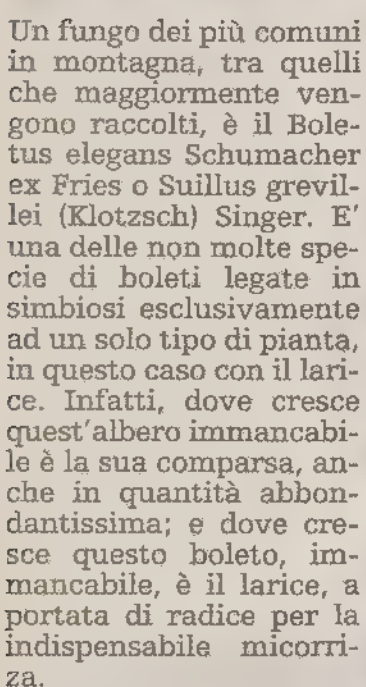 Un fungo dei più comuni
in montagna, tra quelli
che maggiormente ven-
gono raccolti, è il Bole-
tus elegans Schumacher
ex Fries o Suillus grevil-
lei (Klotzsch) Singer. E'
una delle non molte spe-
cie di boleti legate in
simbiosi esclusivamente
ad un solo tipo di pianta,
in questo caso con il lari-
ce. Infatti, dove cresce
quest'albero immancabi-
le è la sua comparsa, an-
che in quantità abbon-
dantissima; e dove cre-
sce questo boleto, im-
mancabile, è il larice, a
portata di radice per la
indispensabile micorri-
za.